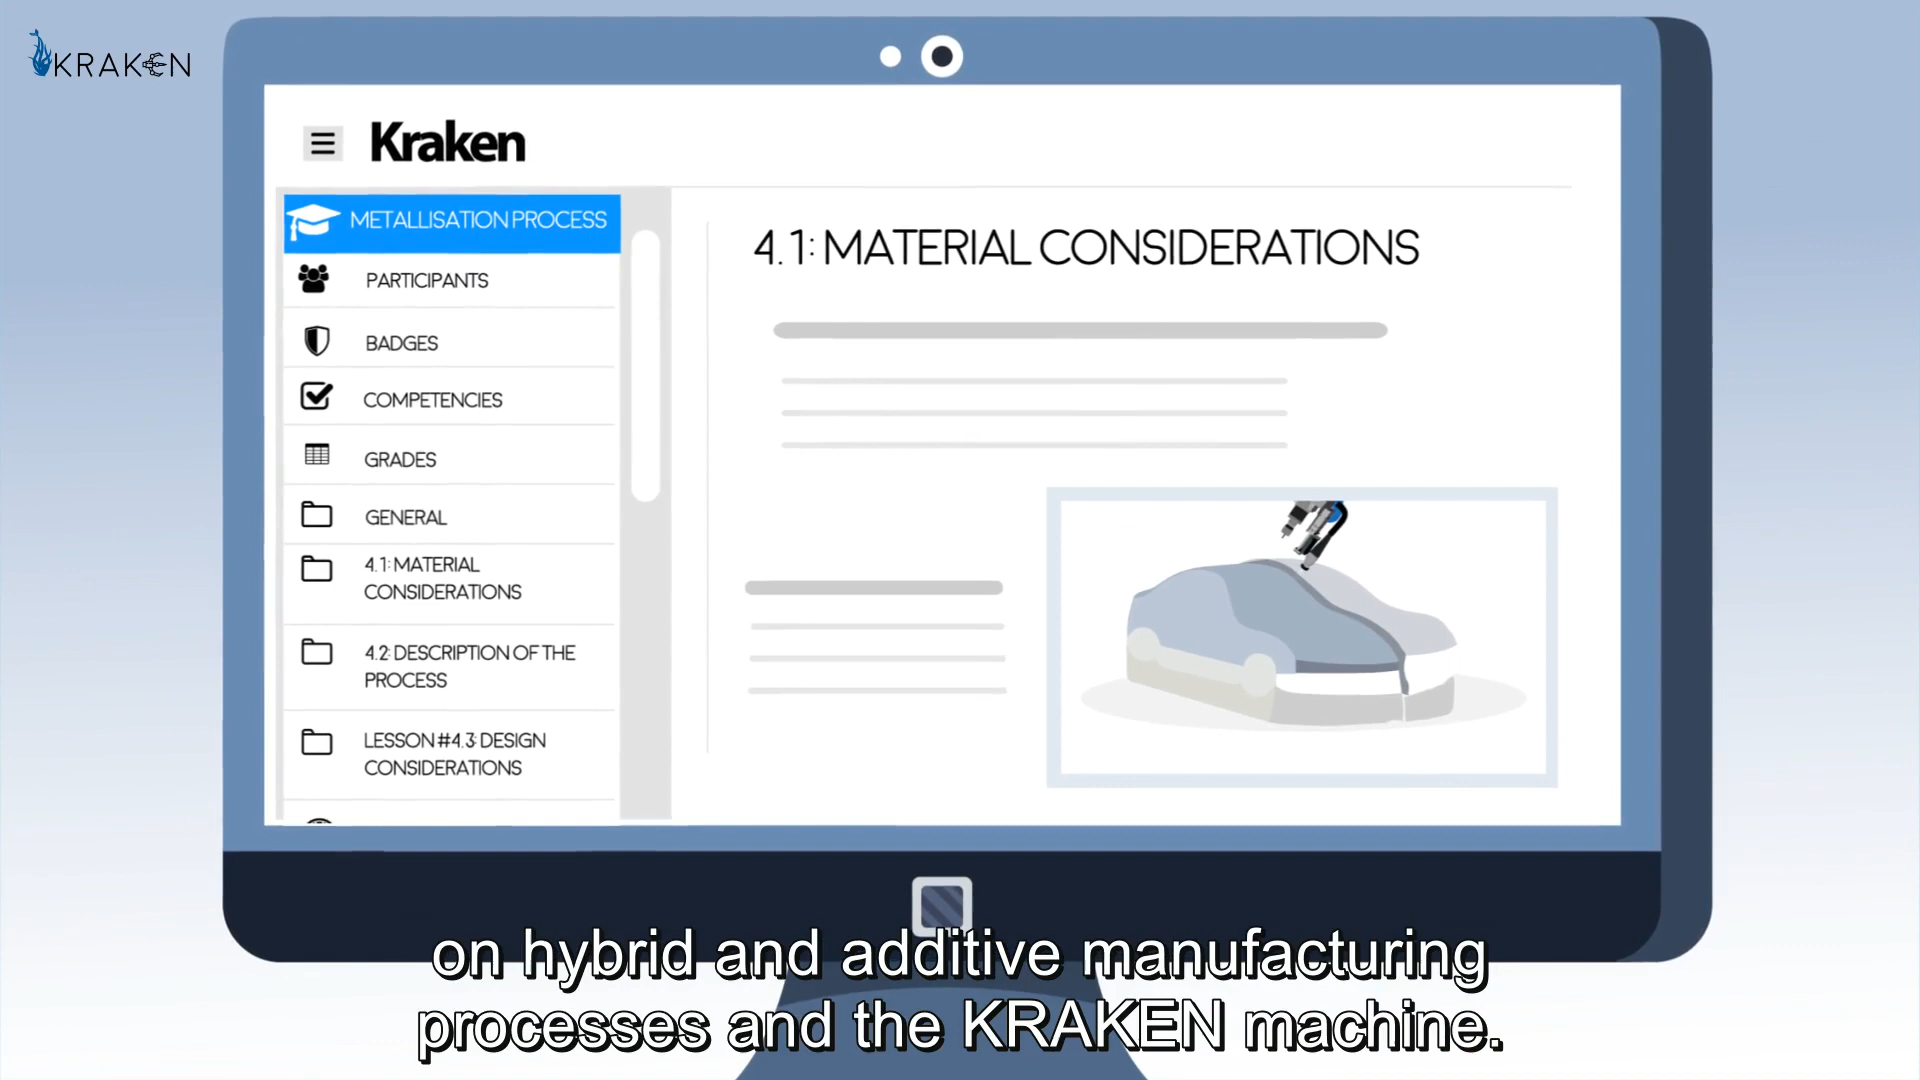 KRAKEN
Kraken
METALLISATION PROCESS
PARTICIPANTS
BADGES
COMPETENCIES
GRADES
GENERAL
4.1: MATERIAL
CONSIDERATIONS
4.2: DESCRIPTION OF THE
PROCESS
LESSON #4.3: DESIGN
CONSIDERATIONS
4.1: MATERIAL CONSIDERATIONS
on hybrid and additive manufacturing
processes and the KRAKEN machine.